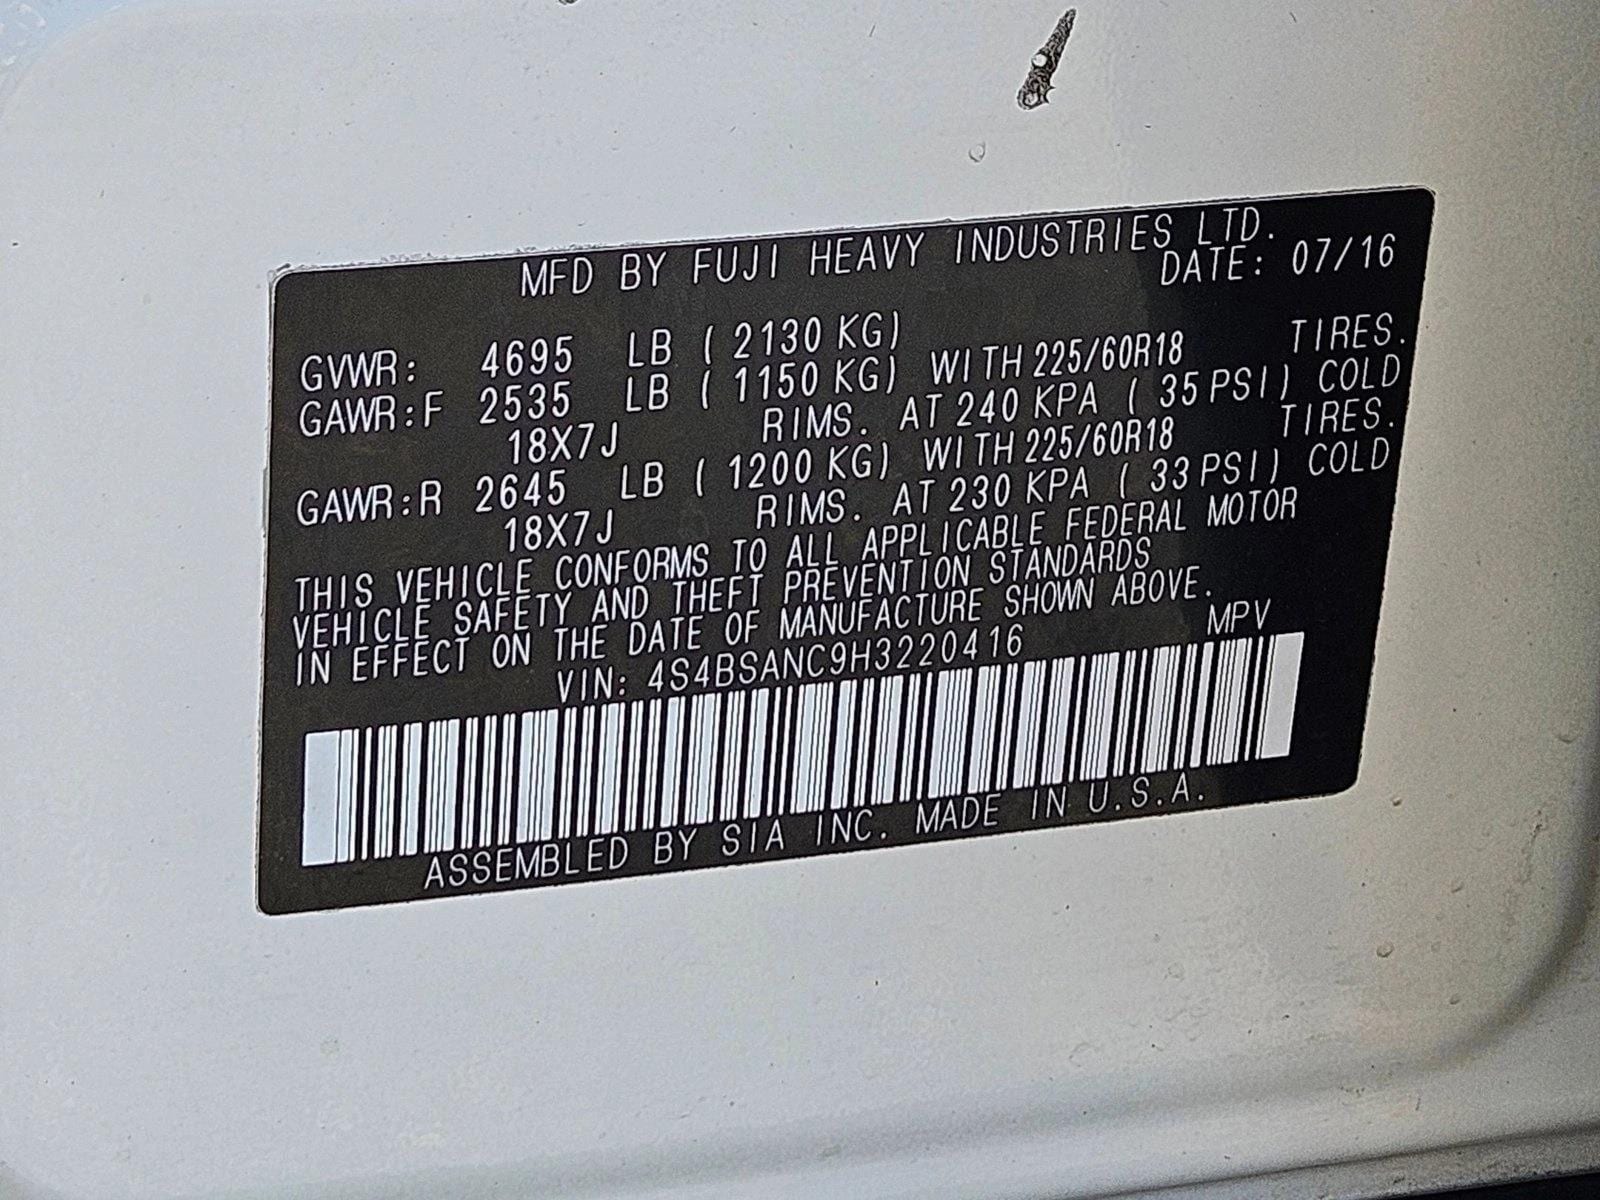 MFD BY FUJI HEAVY INDUSTRIES LTD.
DATE: 07/16
GVWR: 4695 LB ( 2130 KG)
GAWR:F 2535 LB ( 1150 KG) WITH 225/60R18 TIRES.
18X7J RIMS. AT 240 KPA ( 35 PSI) COLD
GAWR:R 2645 LB ( 1200 KG) WITH 225/60R18 TIRES.
18X7J RIMS. AT 230 KPA ( 33 PSI) COLD
THIS VEHICLE CONFORMS TO ALL APPLICABLE FEDERAL MOTOR
VEHICLE SAFETY AND THEFT PREVENTION STANDARDS
IN EFFECT ON THE DATE OF MANUFACTURE SHOWN ABOVE.
VIN: 4S4BSANC9H3220416 MPV
ASSEMBLED BY SIA INC. MADE IN U.S.A.